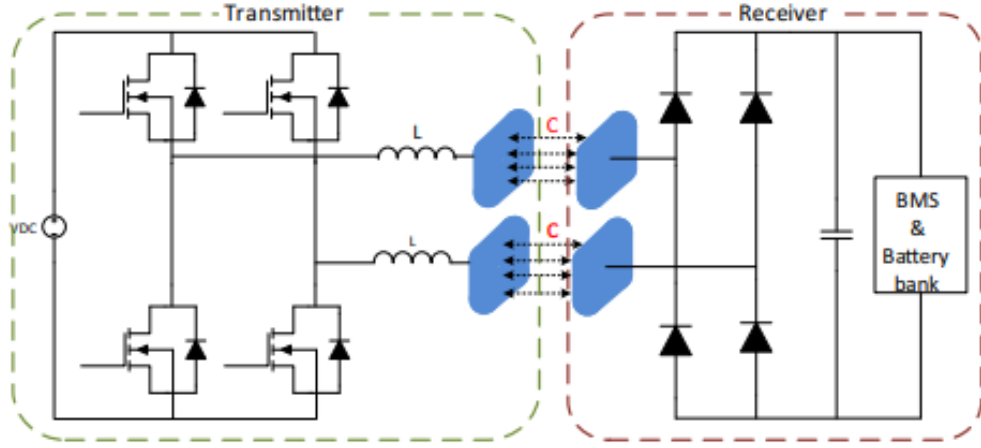 Transmitter
Receiver
L
C
VDC
L
C
BMS
&
Battery
bank